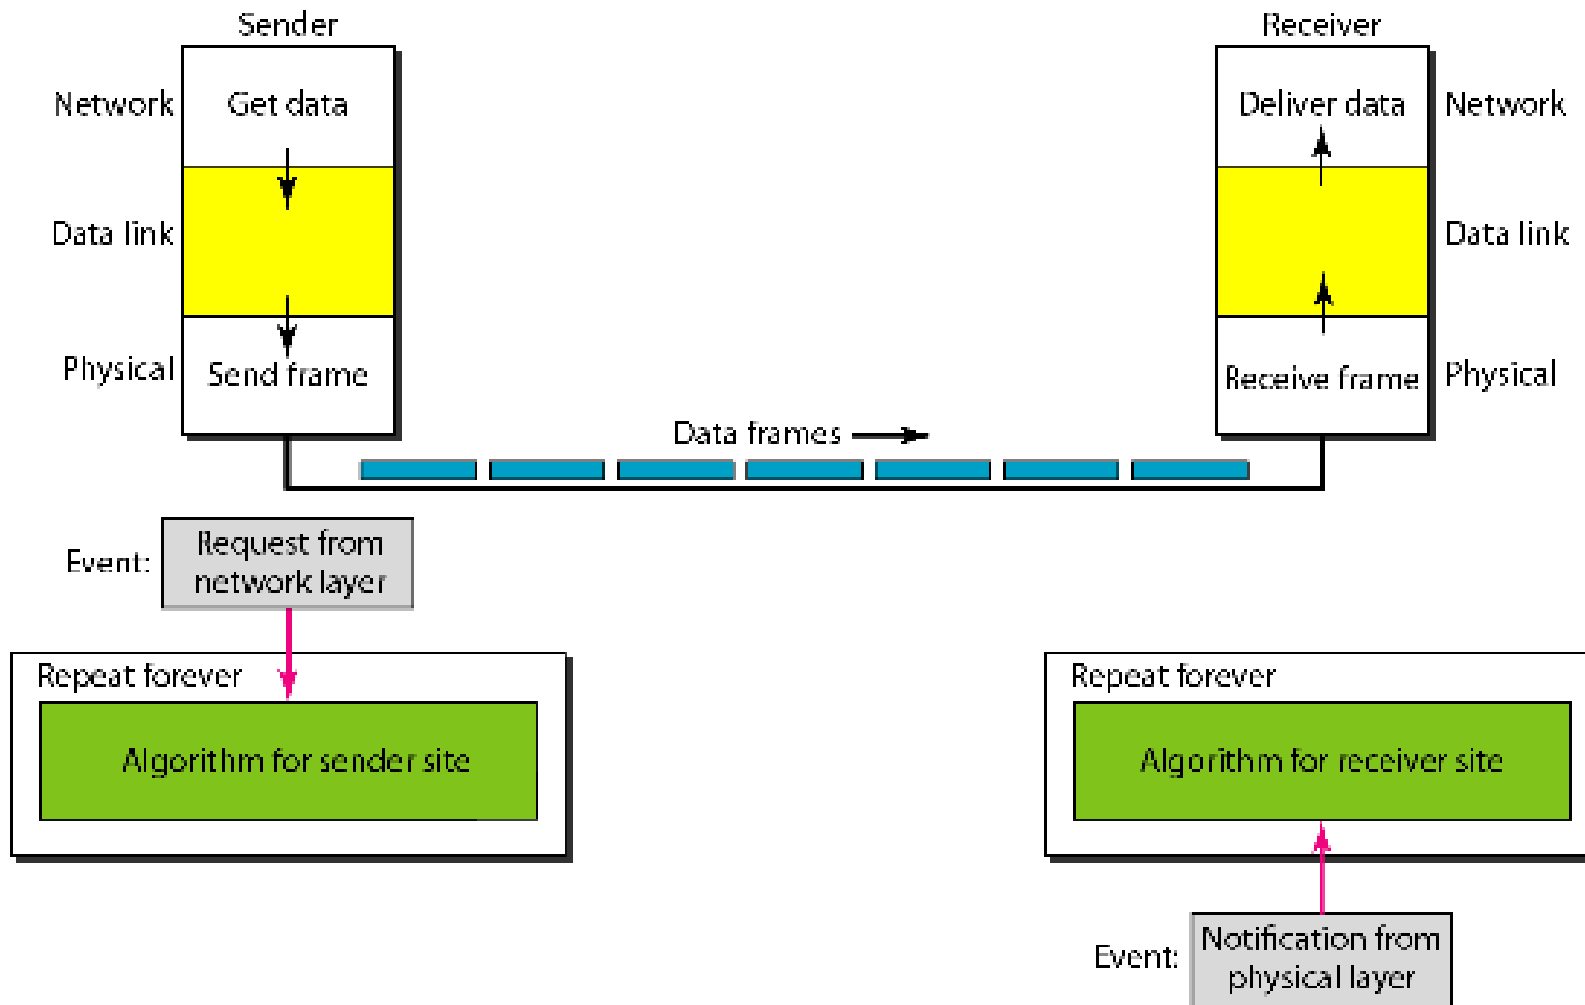 Sender
Receiver
Network
Get data
Deliver data
Network
Data link
Data link
Physical
Send frame
Receive frame
Physical
Data frames
Event:
Request from
network layer
Repeat forever
Algorithm for sender site
Repeat forever
Algorithm for receiver site
Event:
Notification from
physical layer